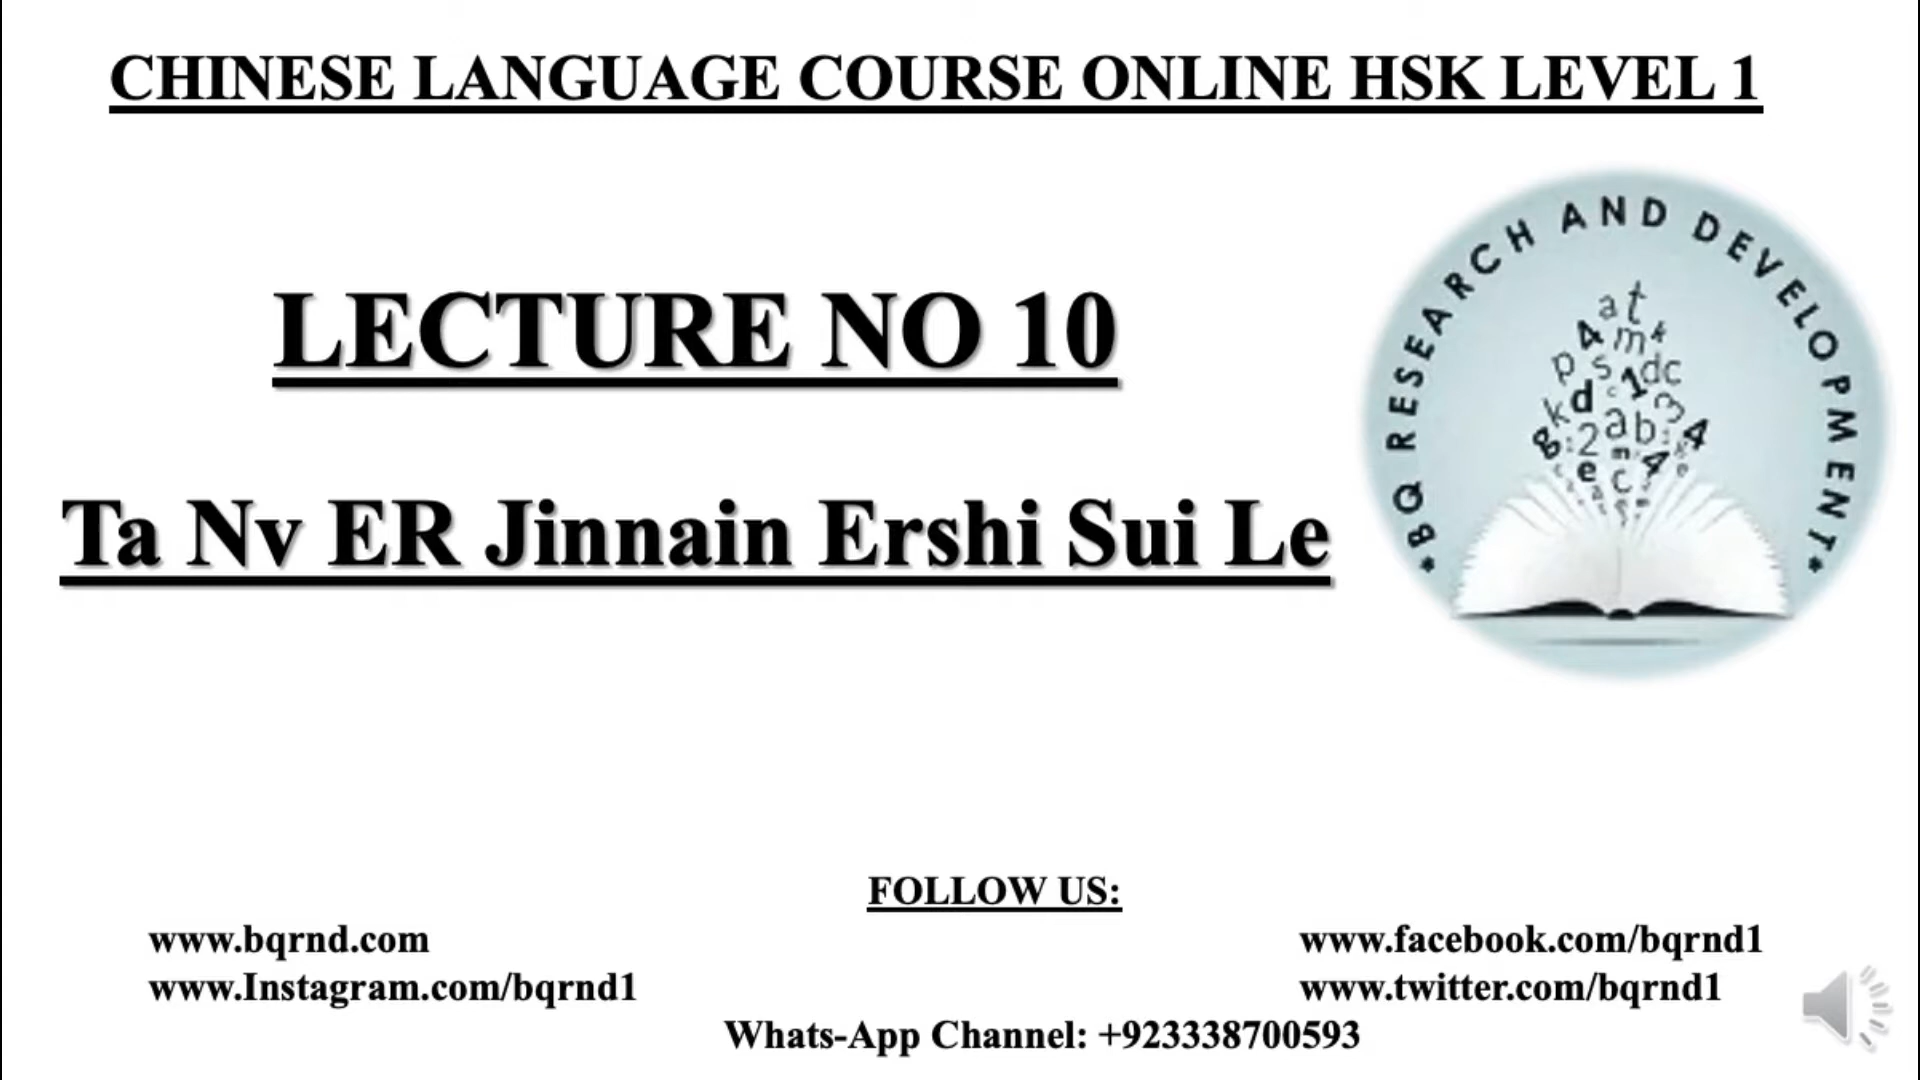 CHINESE LANGUAGE COURSE ONLINE HSK LEVEL 1
LECTURE NO 10
Ta Nv ER Jinnain Ershi Sui Le
BQ RESEARCH AND DEVELOPMENT
FOLLOW US:
www.bqrnd.com
www.facebook.com/bqrnd1
www.Instagram.com/bqrnd1
www.twitter.com/bqrnd1
Whats-App Channel: +923338700593